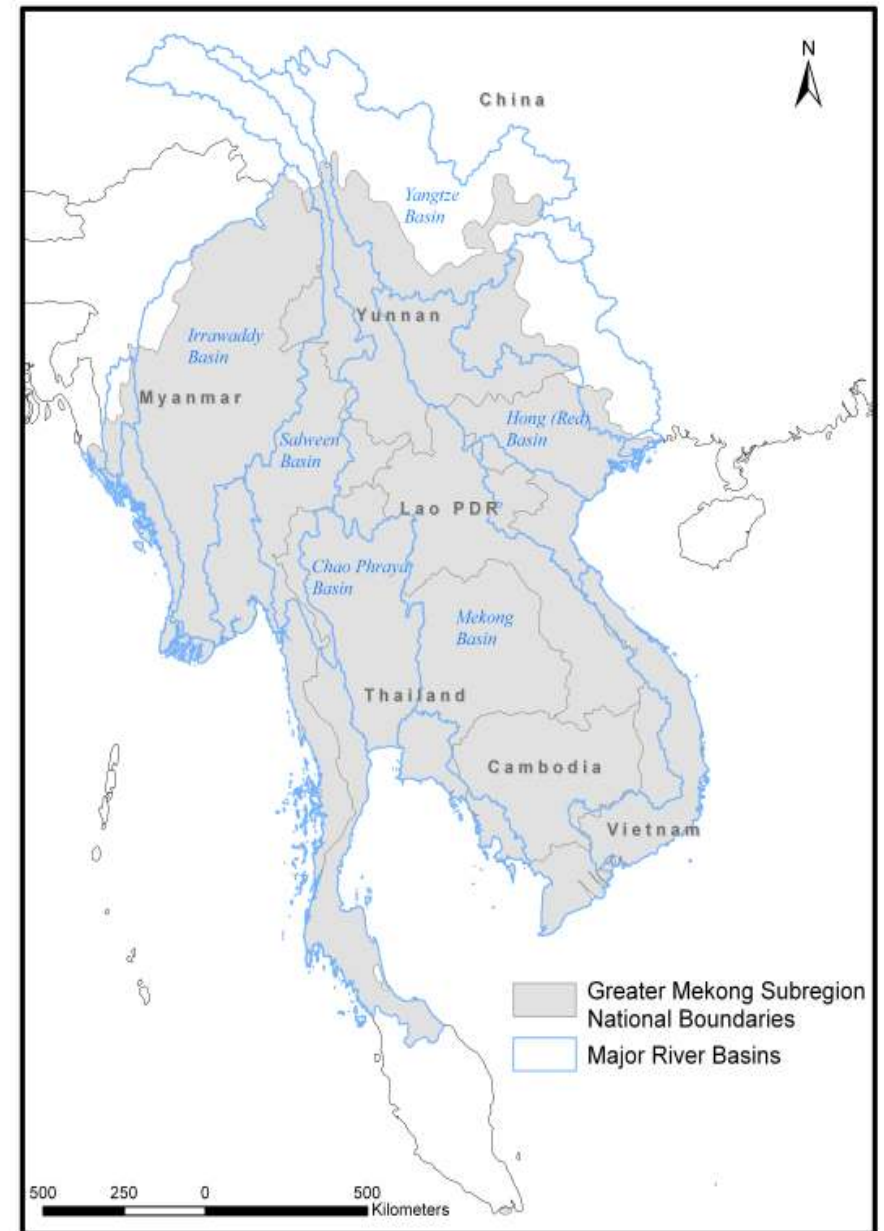 N
China
Yangtze
Basin
Yunnan
Irrawaddy
Basin
Myanmar
Hong (Red)
Basin
Salween
Basin
Lao PDR
Chao Phraya
Basin
Mekong
Basin
Thailand
Cambodia
Vietnam
Greater Mekong Subregion
National Boundaries
Major River Basins
500 250 0 500
Kilometers